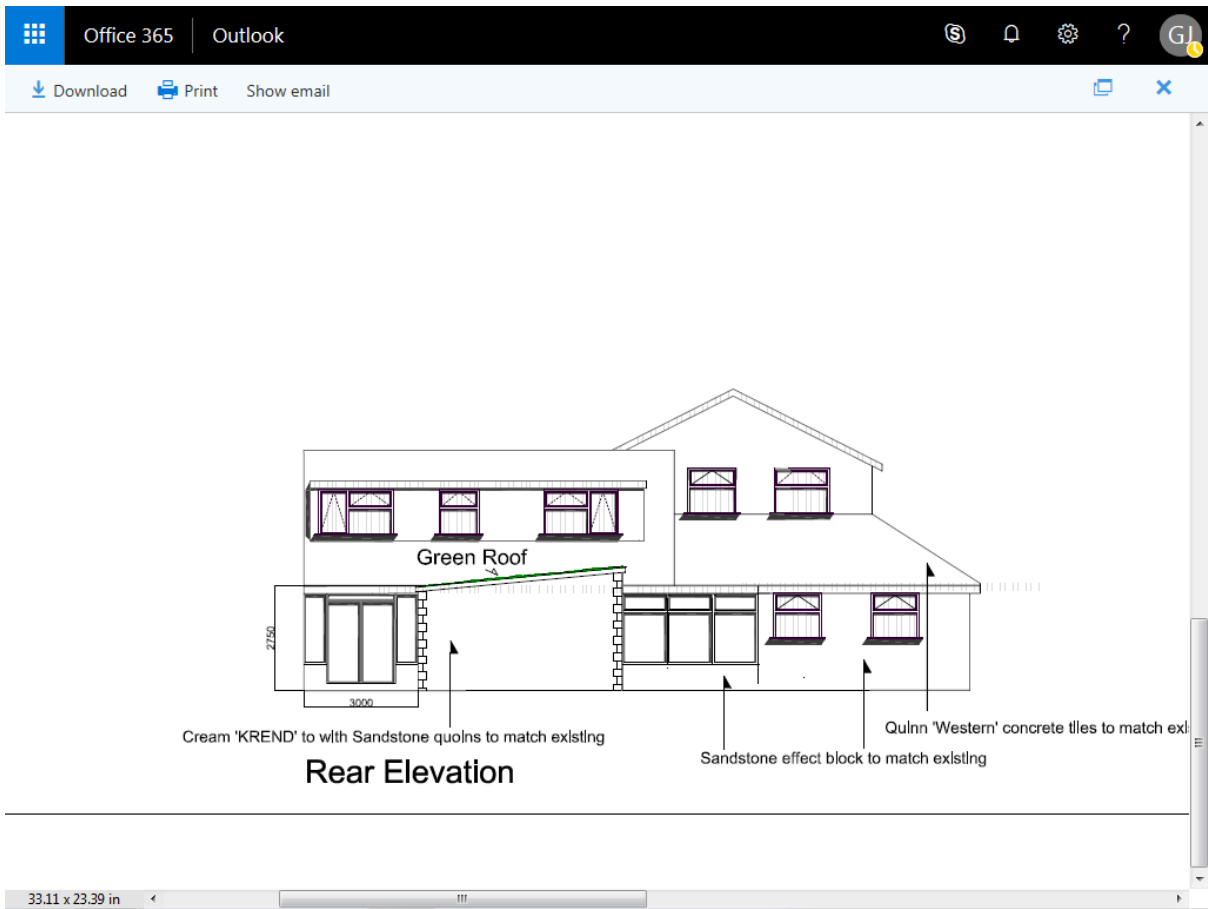 Office 365 Outlook
GJ
Download Print Show email
Green Roof
2750
3000
Cream 'KREND' to with Sandstone quoins to match existing
Quinn 'Western' concrete tiles to match exi
Sandstone effect block to match existing
Rear Elevation
33.11 x 23.39 in